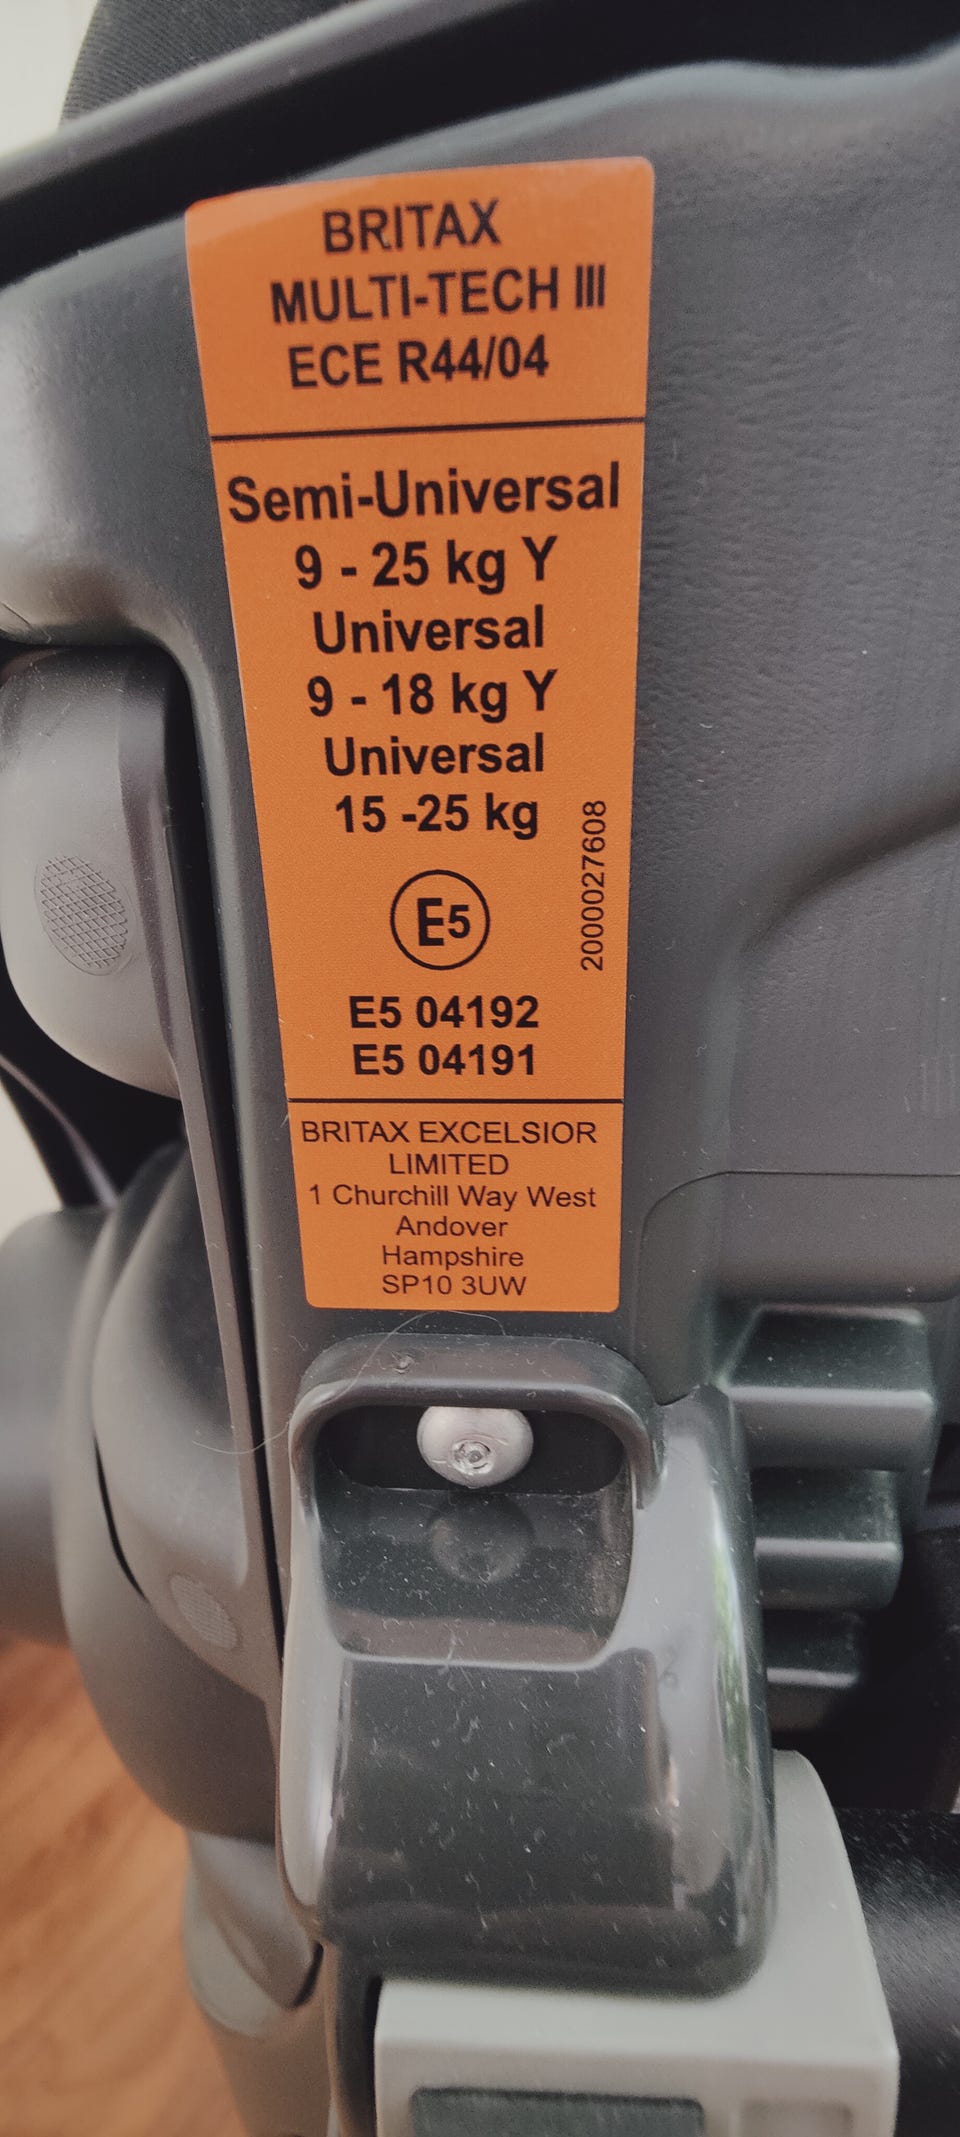 BRITAX
MULTI-TECH III
ECE R44/04
Semi-Universal
9 - 25 kg Y
Universal
9 - 18 kg Y
Universal
15 -25 kg
2000027608
E5
E5 04192
E5 04191
BRITAX EXCELSIOR
LIMITED
1 Churchill Way West
Andover
Hampshire
SP10 3UW